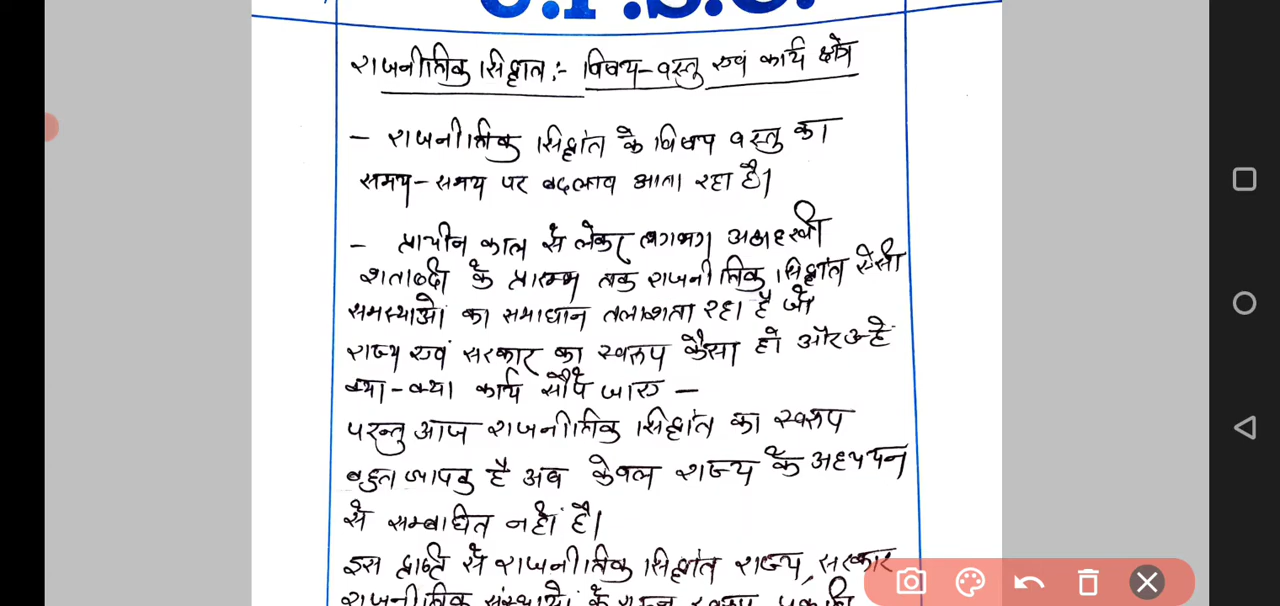 U.P.S.C.
राजनीतिक सिद्धांत :- विषय-वस्तु एवं कार्य क्षेत्र
- राजनीतिक सिद्धांत के विषय वस्तु का
समय-समय पर बदलाव आता रहा है।
- प्राचीन काल से लेकर लगभग अठारहवीं
शताब्दी के प्रारम्भ तक राजनीतिक सिद्धांत ऐसी
समस्याओं का समाधान तलाशता रहा है जो
राज्य एवं सरकार का स्वरूप कैसा हो और उन्हें
क्या-क्या कार्य सौंपे जाए -
परन्तु आज राजनीतिक सिद्धांत का स्वरूप
बहुत व्यापक है अब केवल राज्य के अध्ययन
से सम्बन्धित नहीं है।
इस दृष्टि से राजनीतिक सिद्धांत राज्य, सरकार
राजनीतिक संस्थाओं के